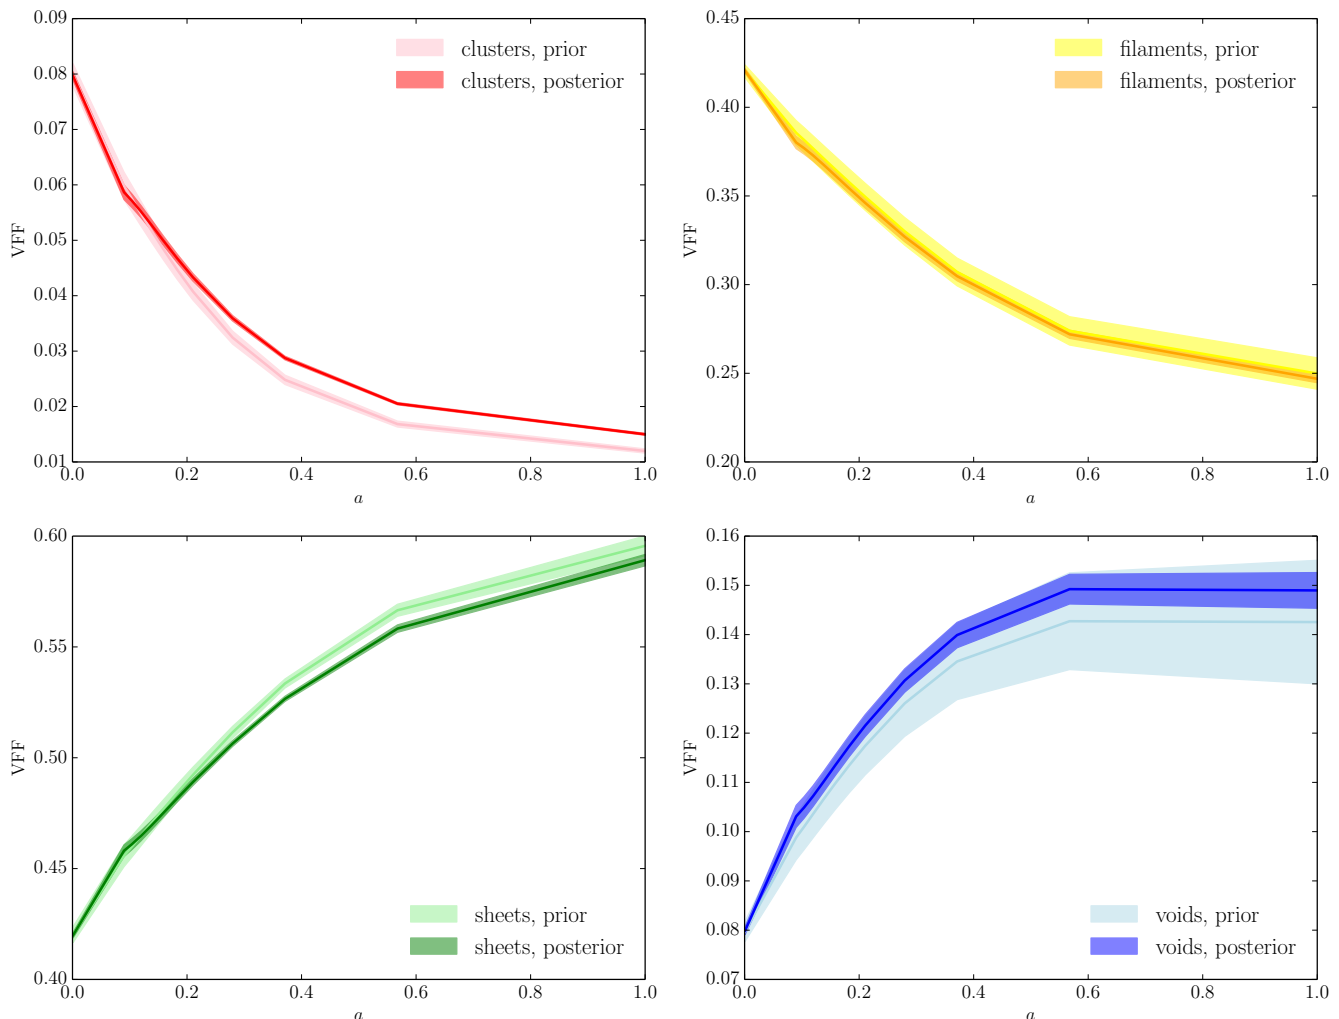 0.09
0.08
0.07
0.06
0.05
0.04
0.03
0.02
0.01
VFF
0.0 0.2 0.4 0.6 0.8 1.0
a
clusters, prior
clusters, posterior
0.45
0.40
0.35
0.30
0.25
0.20
VFF
0.0 0.2 0.4 0.6 0.8 1.0
a
filaments, prior
filaments, posterior
0.60
0.55
0.50
0.45
0.40
VFF
0.0 0.2 0.4 0.6 0.8 1.0
a
sheets, prior
sheets, posterior
0.16
0.15
0.14
0.13
0.12
0.11
0.10
0.09
0.08
0.07
VFF
0.0 0.2 0.4 0.6 0.8 1.0
a
voids, prior
voids, posterior